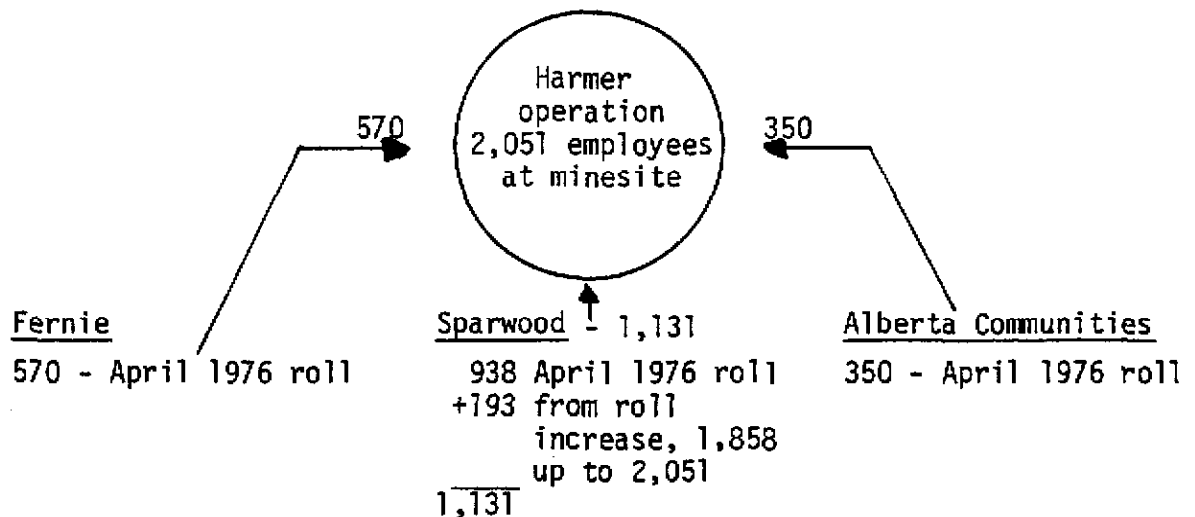 Harmer
operation
2,051 employees
at minesite
570
350
Fernie
570 - April 1976 roll
Sparwood - 1,131
938 April 1976 roll
+193 from roll
increase, 1,858
up to 2,051
1,131
Alberta Communities
350 - April 1976 roll